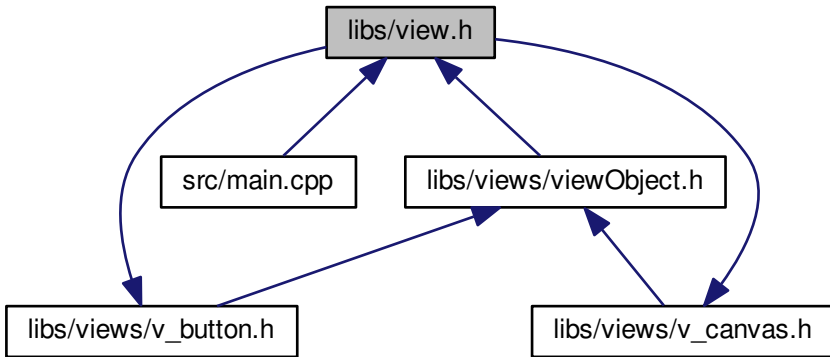 libs/view.h
src/main.cpp
libs/views/viewObject.h
libs/views/v_button.h
libs/views/v_canvas.h